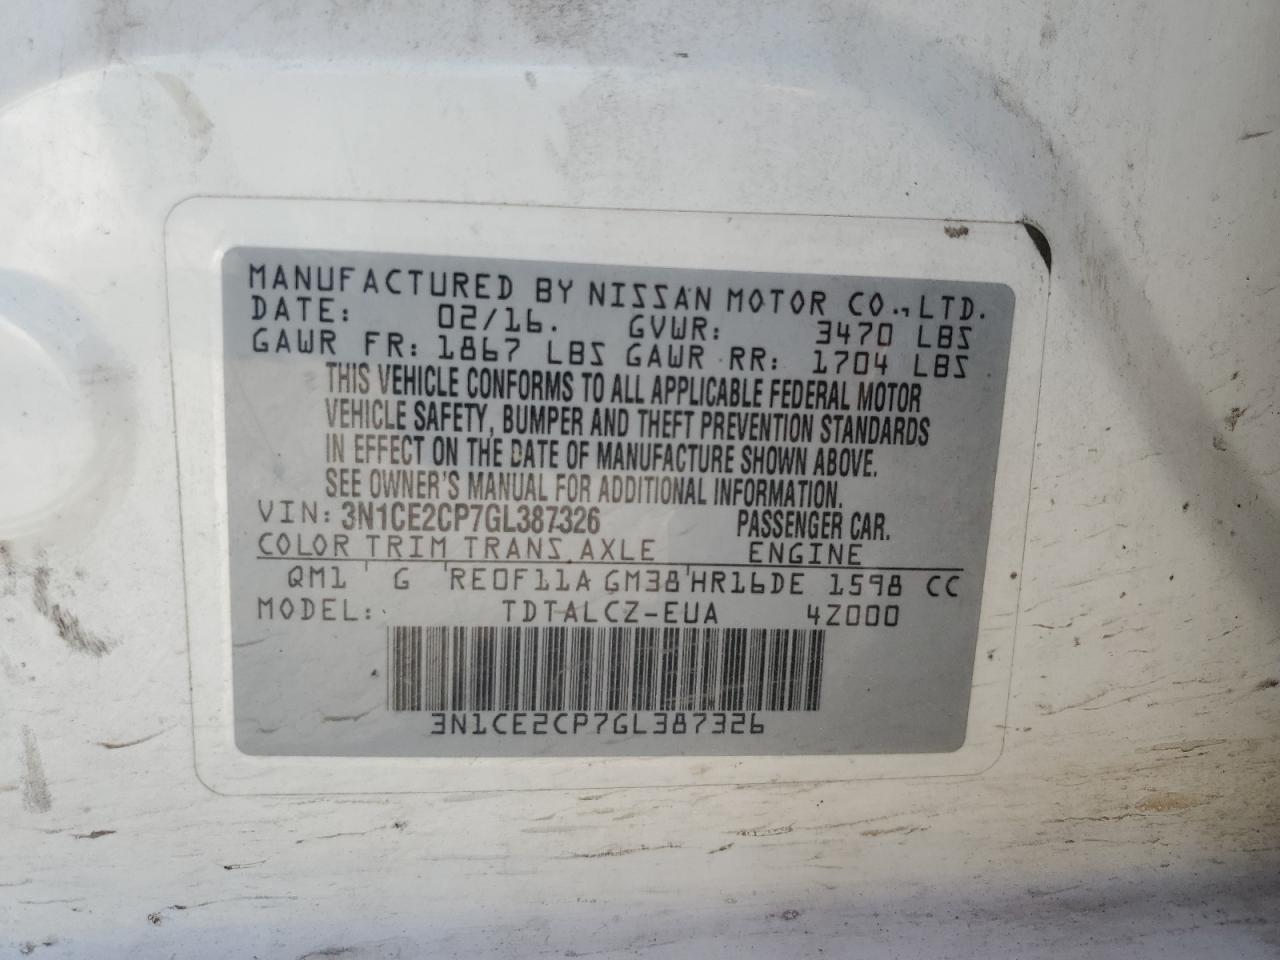 MANUFACTURED BY NISSAN MOTOR CO., LTD.
DATE: 02/16. GVWR: 3470 LBS
GAWR FR: 1867 LBS GAWR RR: 1704 LBS
THIS VEHICLE CONFORMS TO ALL APPLICABLE FEDERAL MOTOR
VEHICLE SAFETY, BUMPER AND THEFT PREVENTION STANDARDS
IN EFFECT ON THE DATE OF MANUFACTURE SHOWN ABOVE.
SEE OWNER'S MANUAL FOR ADDITIONAL INFORMATION.
VIN: 3N1CE2CP7GL387326 PASSENGER CAR.
COLOR TRIM TRANS. AXLE ENGINE
QM1 ' G 'RE0F11A GM38'HR16DE 1598 CC
MODEL: TDTALCZ-EUA 4Z000
3N1CE2CP7GL387326